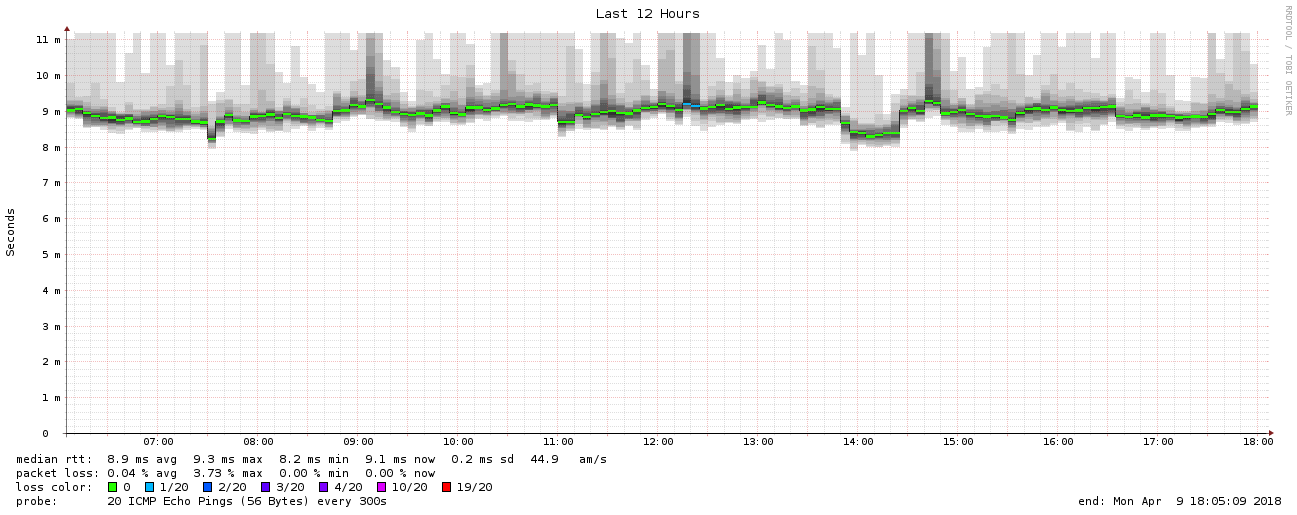 Last 12 Hours
RRDTOOL / TOBI OETIKER
Seconds
11 m
10 m
9 m
8 m
7 m
6 m
5 m
4 m
3 m
2 m
1 m
0
07:00 08:00 09:00 10:00 11:00 12:00 13:00 14:00 15:00 16:00 17:00 18:00
median rtt: 8.9 ms avg 9.3 ms max 8.2 ms min 9.1 ms now 0.2 ms sd 44.9 am/s
packet loss: 0.04 % avg 3.73 % max 0.00 % min 0.00 % now
loss color: 0 1/20 2/20 3/20 4/20 10/20 19/20
probe: 20 ICMP Echo Pings (56 Bytes) every 300s end: Mon Apr 9 18:05:09 2018